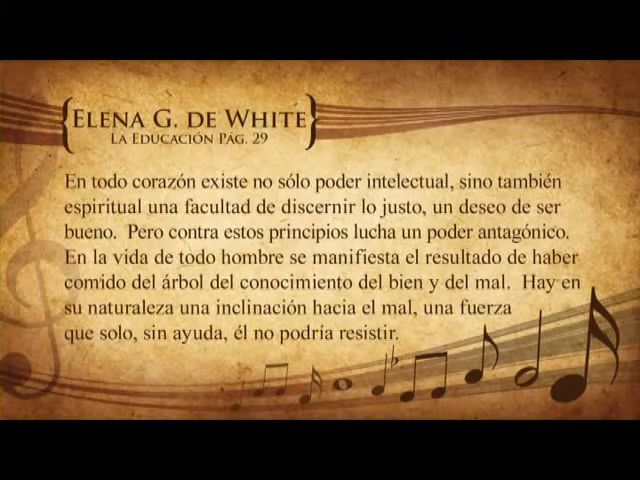 {ELENA G. DE WHITE}
LA EDUCACIÓN PÁG. 29
En todo corazón existe no sólo poder intelectual, sino también
espiritual una facultad de discernir lo justo, un deseo de ser
bueno.  Pero contra estos principios lucha un poder antagónico.
En la vida de todo hombre se manifiesta el resultado de haber
comido del árbol del conocimiento del bien y del mal.  Hay en
su naturaleza una inclinación hacia el mal, una fuerza
que solo, sin ayuda, él no podría resistir.